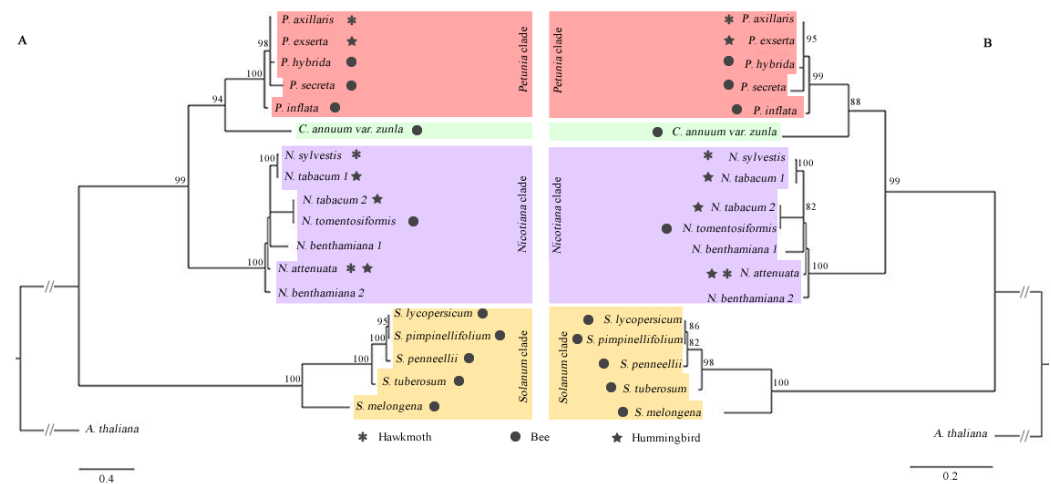 A
P. axillaris
98
P. exserta
P. hybrida
100
P. secreta
94
P. inflata
C. annuum var. zunla
Petunia clade
N. sylvestis
100
N. tabacum 1
99
N. tabacum 2
N. tomentosiformis
N. benthamiana 1
100
N. attenuata
N. benthamiana 2
Nicotiana clade
//
S. lycopersicum
95
100
S. pimpinellifolium
100
S. penneellii
100
S. tuberosum
S. melongena
Solanum clade
//
A. thaliana
0.4
B
Petunia clade
P. axillaris
95
P. exserta
P. hybrida
99
P. secreta
88
P. inflata
C. annuum var. zunla
Nicotiana clade
N. sylvestis
100
N. tabacum 1
99
N. tabacum 2
82
N. tomentosiformis
N. benthamiana 1
100
N. attenuata
N. benthamiana 2
//
Solanum clade
S. lycopersicum
86
S. pimpinellifolium
82
S. penneellii
98
S. tuberosum
100
S. melongena
A. thaliana
//
0.2
Hawkmoth
Bee
Hummingbird